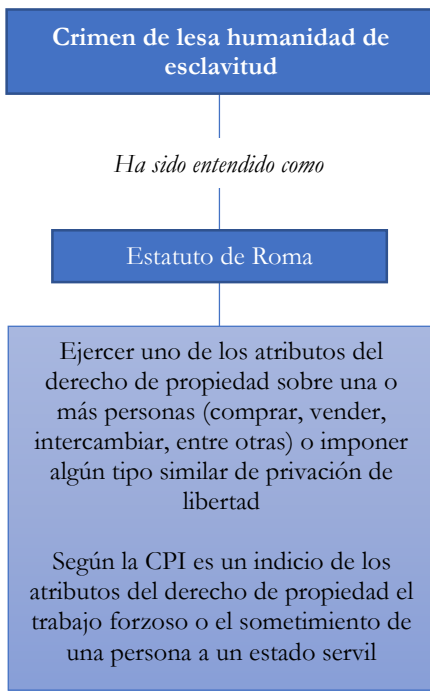 Crimen de lesa humanidad de
esclavitud
Ha sido entendido como
Estatuto de Roma
Ejercer uno de los atributos del
derecho de propiedad sobre una o
más personas (comprar, vender,
intercambiar, entre otras) o imponer
algún tipo similar de privación de
libertad
Según la CPI es un indicio de los
atributos del derecho de propiedad el
trabajo forzoso o el sometimiento de
una persona a un estado servil